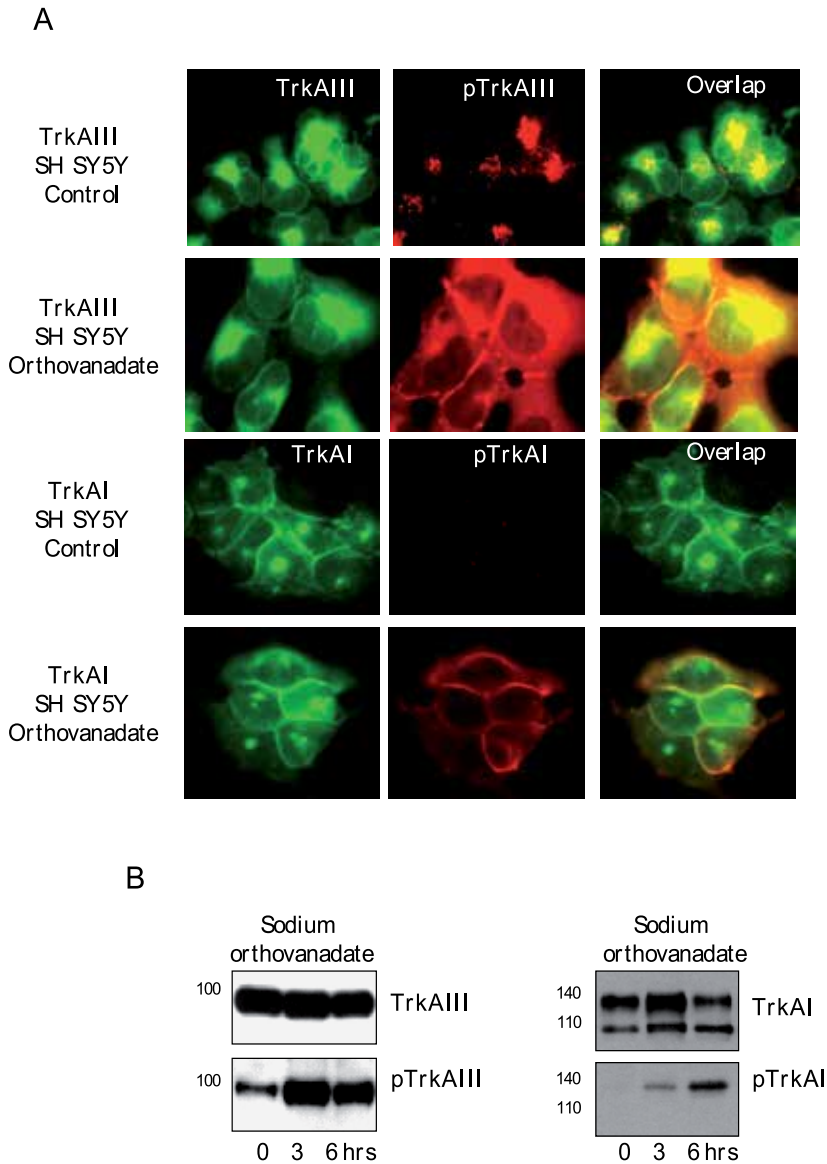 A
TrkAIII pTrkAIII Overlap
TrkAIII
SH SY5Y
Control
TrkAIII
SH SY5Y
Orthovanadate
TrkAI pTrkAI Overlap
TrkAI
SH SY5Y
Control
TrkAI
SH SY5Y
Orthovanadate
B
Sodium
orthovanadate
100
TrkAIII
100
pTrkAIII
0 3 6 hrs
Sodium
orthovanadate
140
110
TrkAI
140
110
pTrkAI
0 3 6 hrs